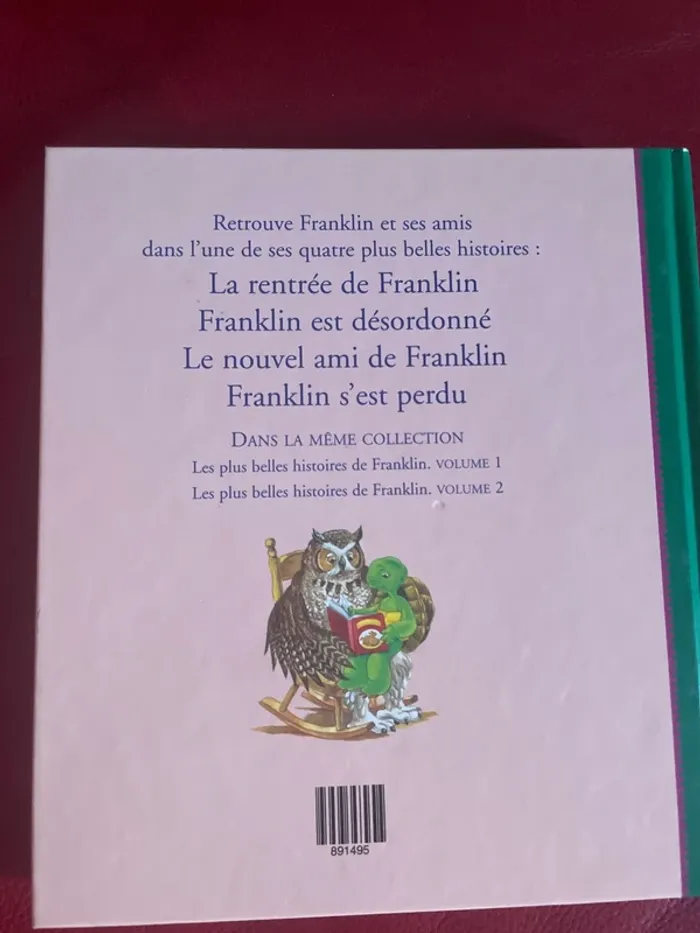 Retrouve Franklin et ses amis
dans l'une de ses quatre plus belles histoires :
La rentrée de Franklin
Franklin est désordonné
Le nouvel ami de Franklin
Franklin s'est perdu
DANS LA MÊME COLLECTION
Les plus belles histoires de Franklin. VOLUME 1
Les plus belles histoires de Franklin. VOLUME 2
891495